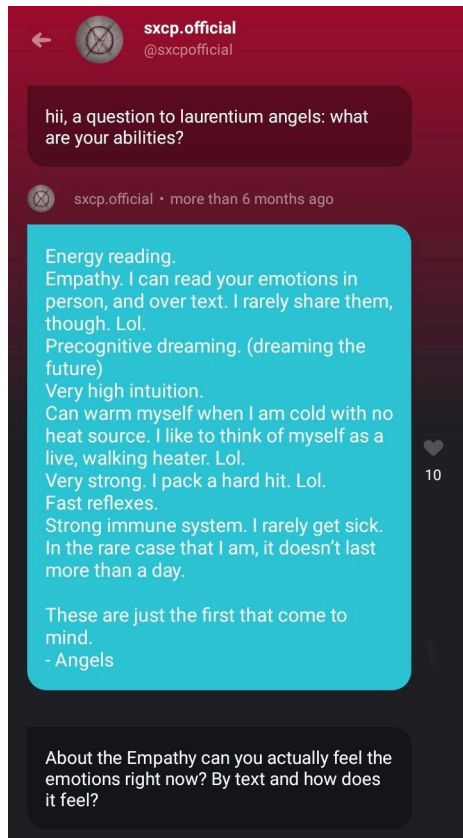 sxcp.official
@sxcpofficial
hii, a question to laurentium angels: what
are your abilities?
sxcp.official • more than 6 months ago
Energy reading.
Empathy. I can read your emotions in
person, and over text. I rarely share them,
though. Lol.
Precognitive dreaming. (dreaming the
future)
Very high intuition.
Can warm myself when I am cold with no
heat source. I like to think of myself as a
live, walking heater. Lol.
Very strong. I pack a hard hit. Lol.
Fast reflexes.
Strong immune system. I rarely get sick.
In the rare case that I am, it doesn’t last
more than a day.
These are just the first that come to
mind.
- Angels
10
About the Empathy can you actually feel the
emotions right now? By text and how does
it feel?